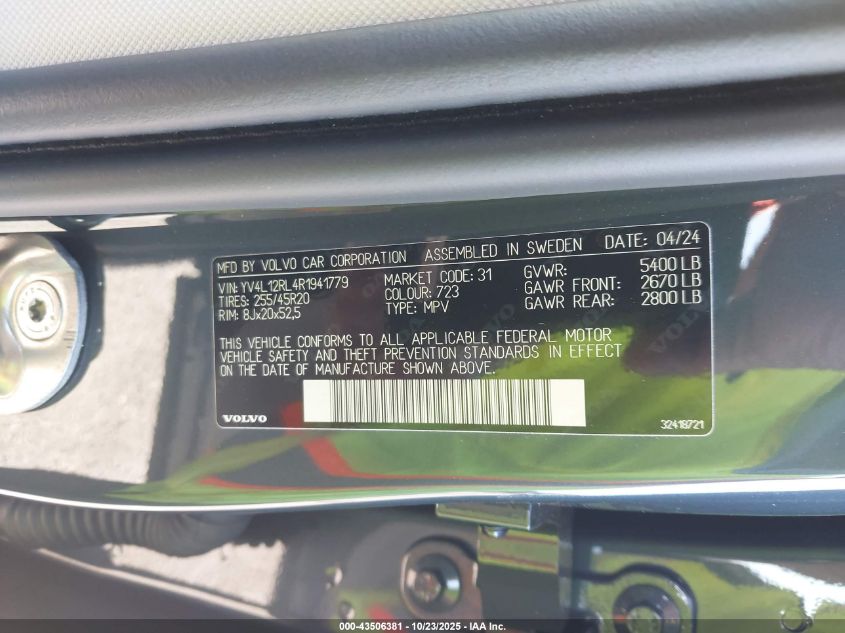 MFD BY VOLVO CAR CORPORATION ASSEMBLED IN SWEDEN DATE: 04/24
VIN: YV4L12RL4R1941779 MARKET CODE: 31 GVWR: 5400 LB
TIRES: 255/45R20 COLOUR: 723 GAWR FRONT: 2670 LB
RIM: 8Jx20x52,5 TYPE: MPV GAWR REAR: 2800 LB
THIS VEHICLE CONFORMS TO ALL APPLICABLE FEDERAL MOTOR
VEHICLE SAFETY AND THEFT PREVENTION STANDARDS IN EFFECT
ON THE DATE OF MANUFACTURE SHOWN ABOVE.
VOLVO 32418721
000-43506381 - 10/23/2025 - IAA Inc.